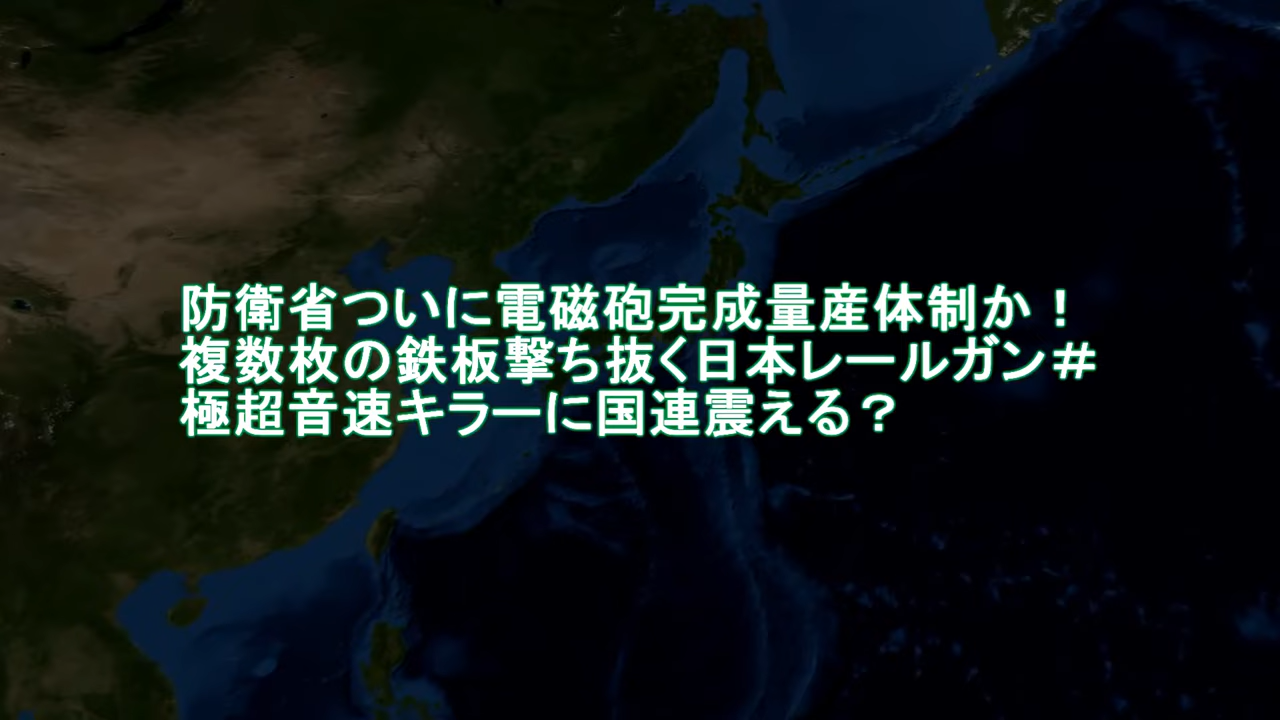 防衛省ついに電磁砲完成量産体制か！
複数枚の鉄板撃ち抜く日本レールガン＃
極超音速キラーに国連震える？